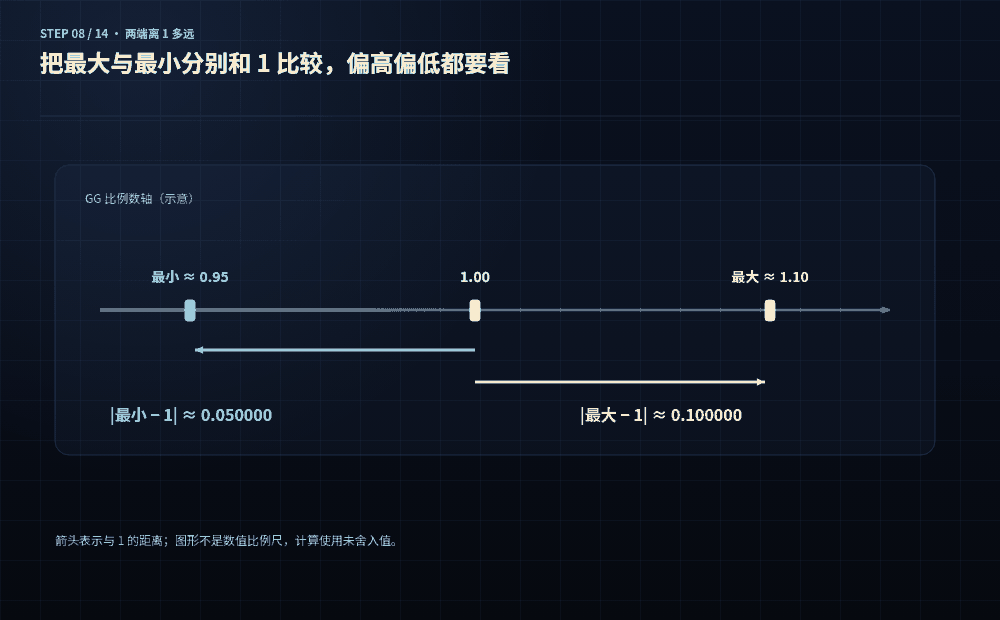 STEP 08 / 14 · 两端离 1 多远
把最大与最小分别和 1 比较，偏高偏低都要看
GG 比例数轴（示意）
最小 ≈ 0.95
1.00
最大 ≈ 1.10
|最小 − 1| ≈ 0.050000
|最大 − 1| ≈ 0.100000
箭头表示与 1 的距离；图形不是数值比例尺，计算使用未舍入值。